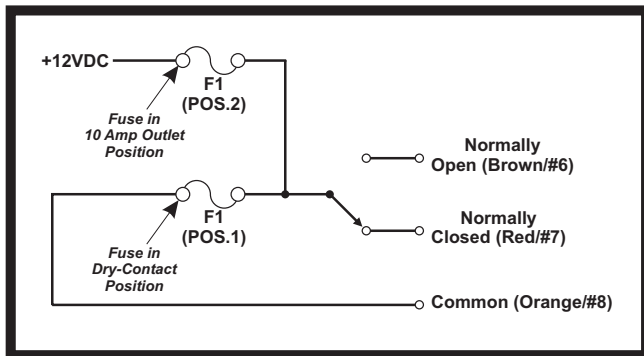 +12VDC
F1
(POS.2)
Fuse in
10 Amp Outlet
Position
Normally
Open (Brown/#6)
F1
(POS.1)
Normally
Closed (Red/#7)
Fuse in
Dry-Contact
Position
Common (Orange/#8)